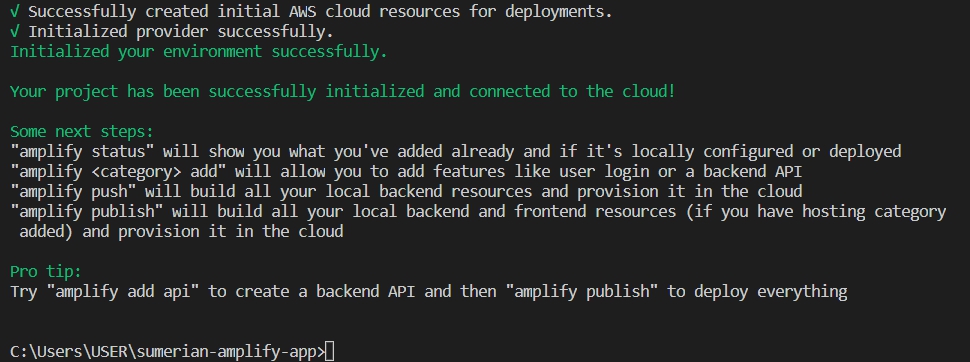 √ Successfully created initial AWS cloud resources for deployments.
√ Initialized provider successfully.
Initialized your environment successfully.
Your project has been successfully initialized and connected to the cloud!
Some next steps:
"amplify status" will show you what you've added already and if it's locally configured or deployed
"amplify <category> add" will allow you to add features like user login or a backend API
"amplify push" will build all your local backend resources and provision it in the cloud
"amplify publish" will build all your local backend and frontend resources (if you have hosting category
added) and provision it in the cloud
Pro tip:
Try "amplify add api" to create a backend API and then "amplify publish" to deploy everything
C:\Users\USER\sumerian-amplify-app>